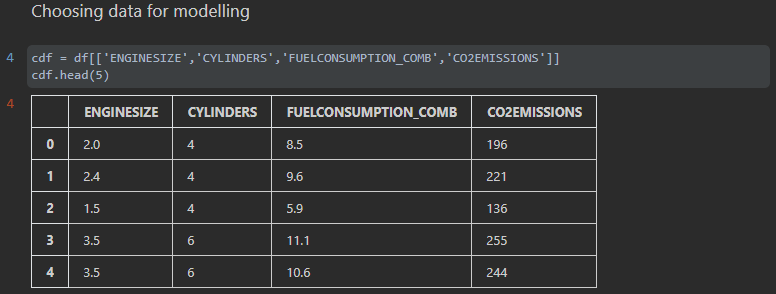 Choosing data for modelling
4 cdf = df[['ENGINESIZE','CYLINDERS','FUELCONSUMPTION_COMB','CO2EMISSIONS']]
cdf.head(5)
4
ENGINESIZE CYLINDERS FUELCONSUMPTION_COMB CO2EMISSIONS
0 2.0 4 8.5 196
1 2.4 4 9.6 221
2 1.5 4 5.9 136
3 3.5 6 11.1 255
4 3.5 6 10.6 244